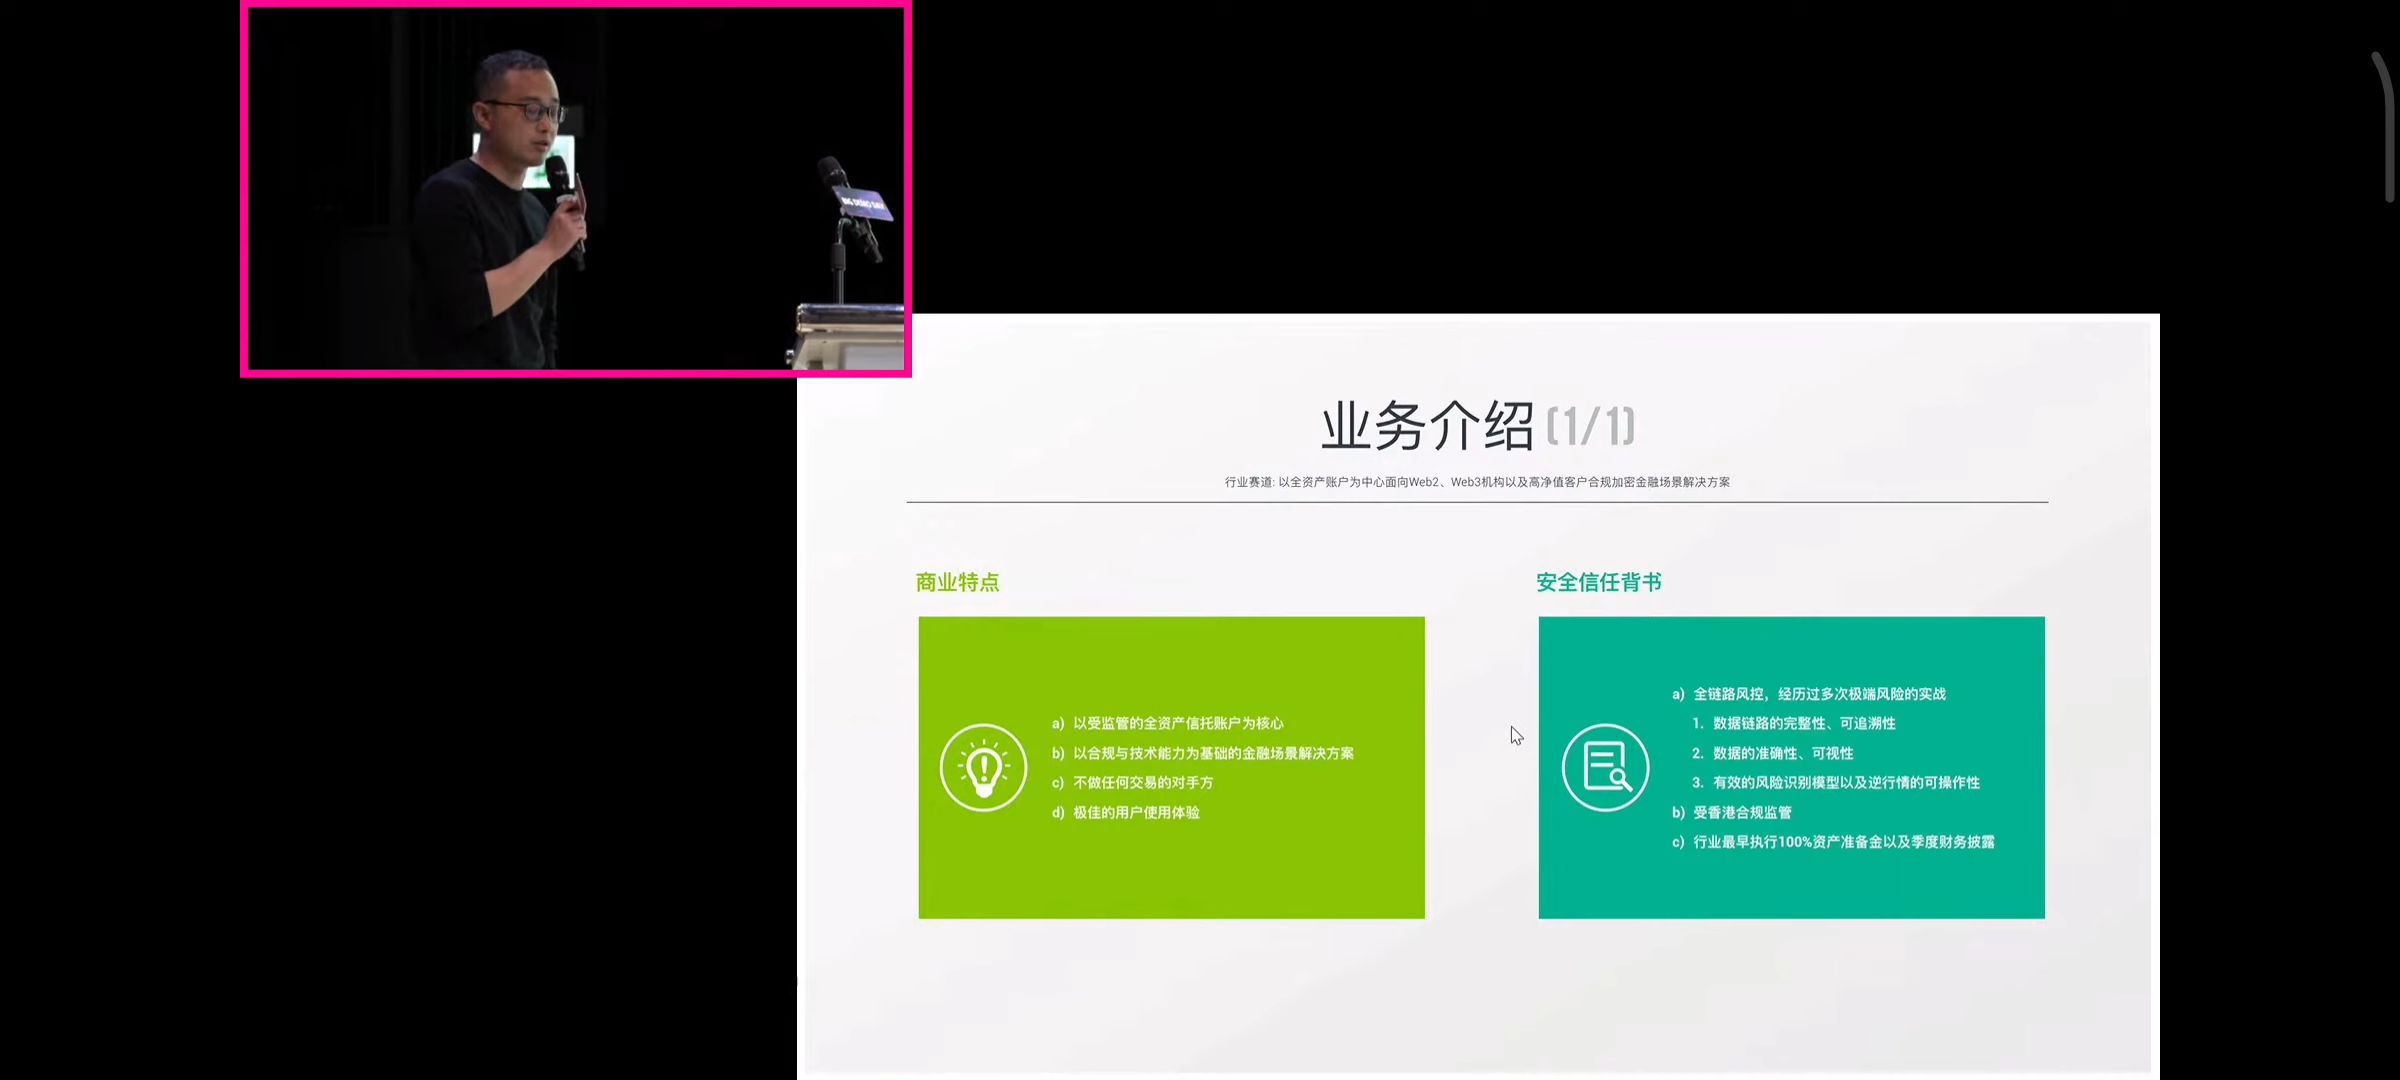 BIG DEMO DAY
业务介绍(1/1)
行业赛道: 以全资产账户为中心面向Web2、Web3机构以及高净值客户合规加密金融场景解决方案
商业特点
a) 以受监管的全资产信托账户为核心
b) 以合规与技术能力为基础的金融场景解决方案
c) 不做任何交易的对手方
d) 极佳的用户使用体验
安全信任背书
a) 全链路风控，经历过多次极端风险的实战
1. 数据链路的完整性、可追溯性
2. 数据的准确性、可视性
3. 有效的风险识别模型以及逆行情的可操作性
b) 受香港合规监管
c) 行业最早执行100%资产准备金以及季度财务披露